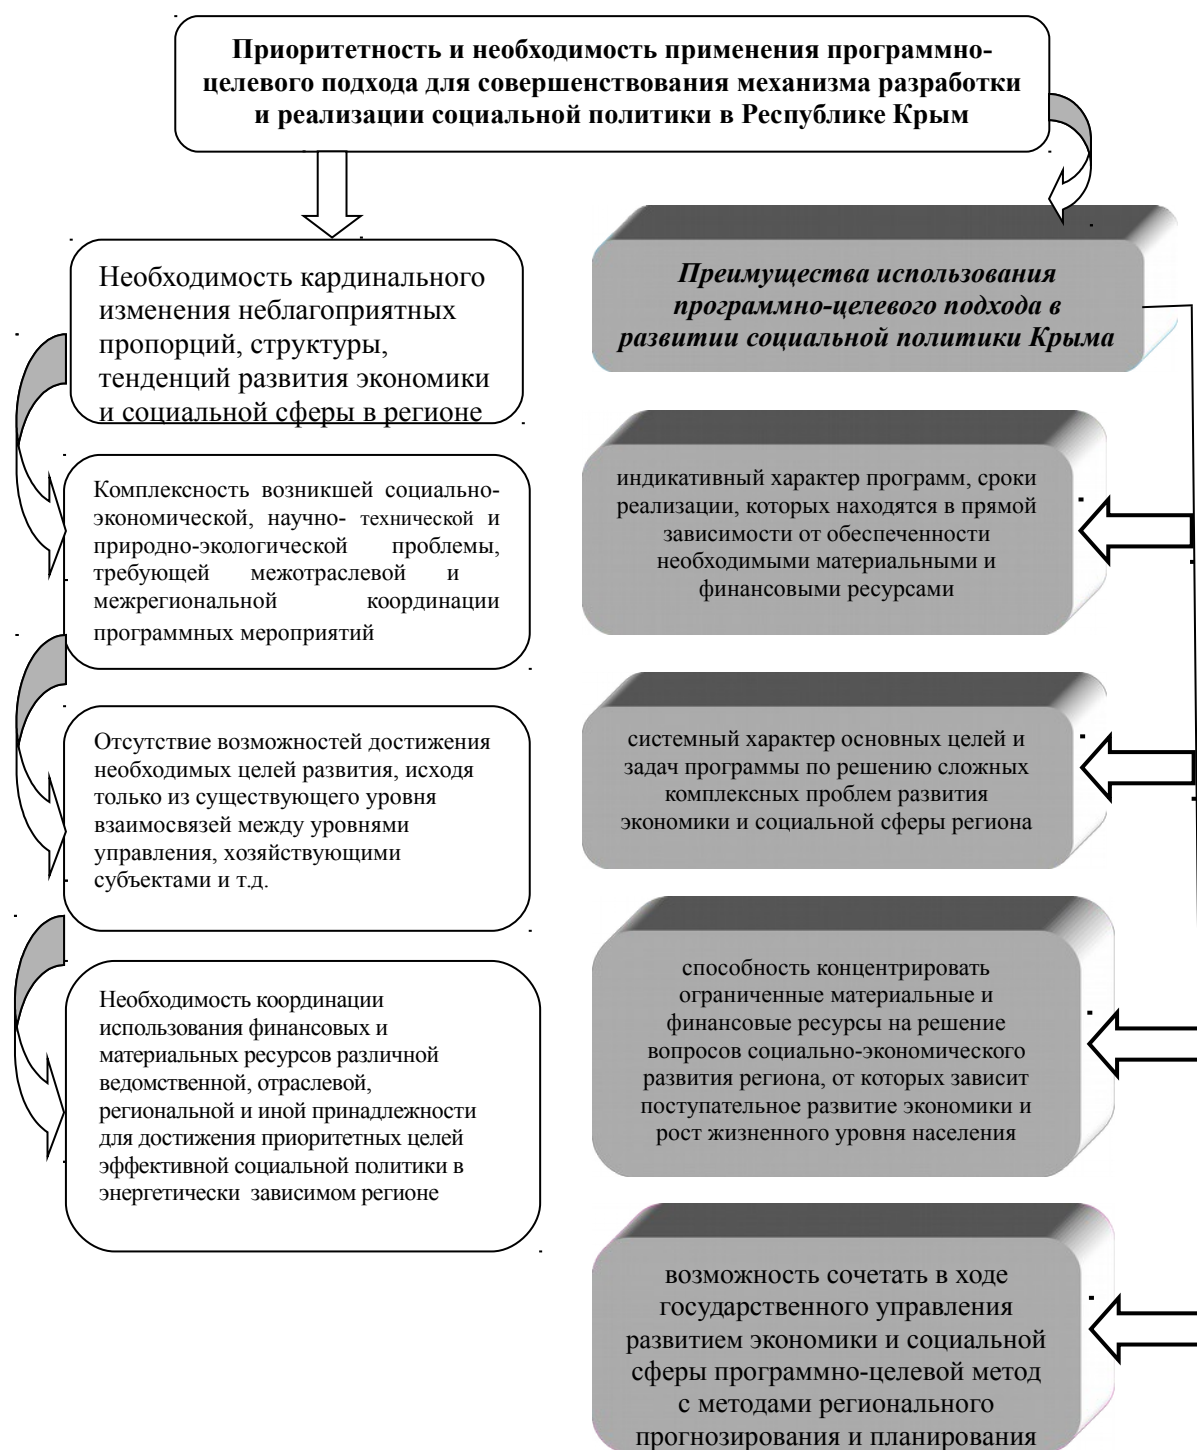 Приоритетность и необходимость применения программно-
целевого подхода для совершенствования механизма разработки
и реализации социальной политики в Республике Крым
Необходимость кардинального
изменения неблагоприятных
пропорций, структуры,
тенденций развития экономики
и социальной сферы в регионе
Комплексность возникшей социально-
экономической, научно- технической и
природно-экологической проблемы,
требующей межотраслевой и
межрегиональной координации
программных мероприятий
Отсутствие возможностей достижения
необходимых целей развития, исходя
только из существующего уровня
взаимосвязей между уровнями
управления, хозяйствующими
субъектами и т.д.
Необходимость координации
использования финансовых и
материальных ресурсов различной
ведомственной, отраслевой,
региональной и иной принадлежности
для достижения приоритетных целей
эффективной социальной политики в
энергетически зависимом регионе
Преимущества использования
программно-целевого подхода в
развитии социальной политики Крыма
индикативный характер программ, сроки
реализации, которых находятся в прямой
зависимости от обеспеченности
необходимыми материальными и
финансовыми ресурсами
системный характер основных целей и
задач программы по решению сложных
комплексных проблем развития
экономики и социальной сферы региона
способность концентрировать
ограниченные материальные и
финансовые ресурсы на решение
вопросов социально-экономического
развития региона, от которых зависит
поступательное развитие экономики и
рост жизненного уровня населения
возможность сочетать в ходе
государственного управления
развитием экономики и социальной
сферы программно-целевой метод
с методами регионального
прогнозирования и планирования